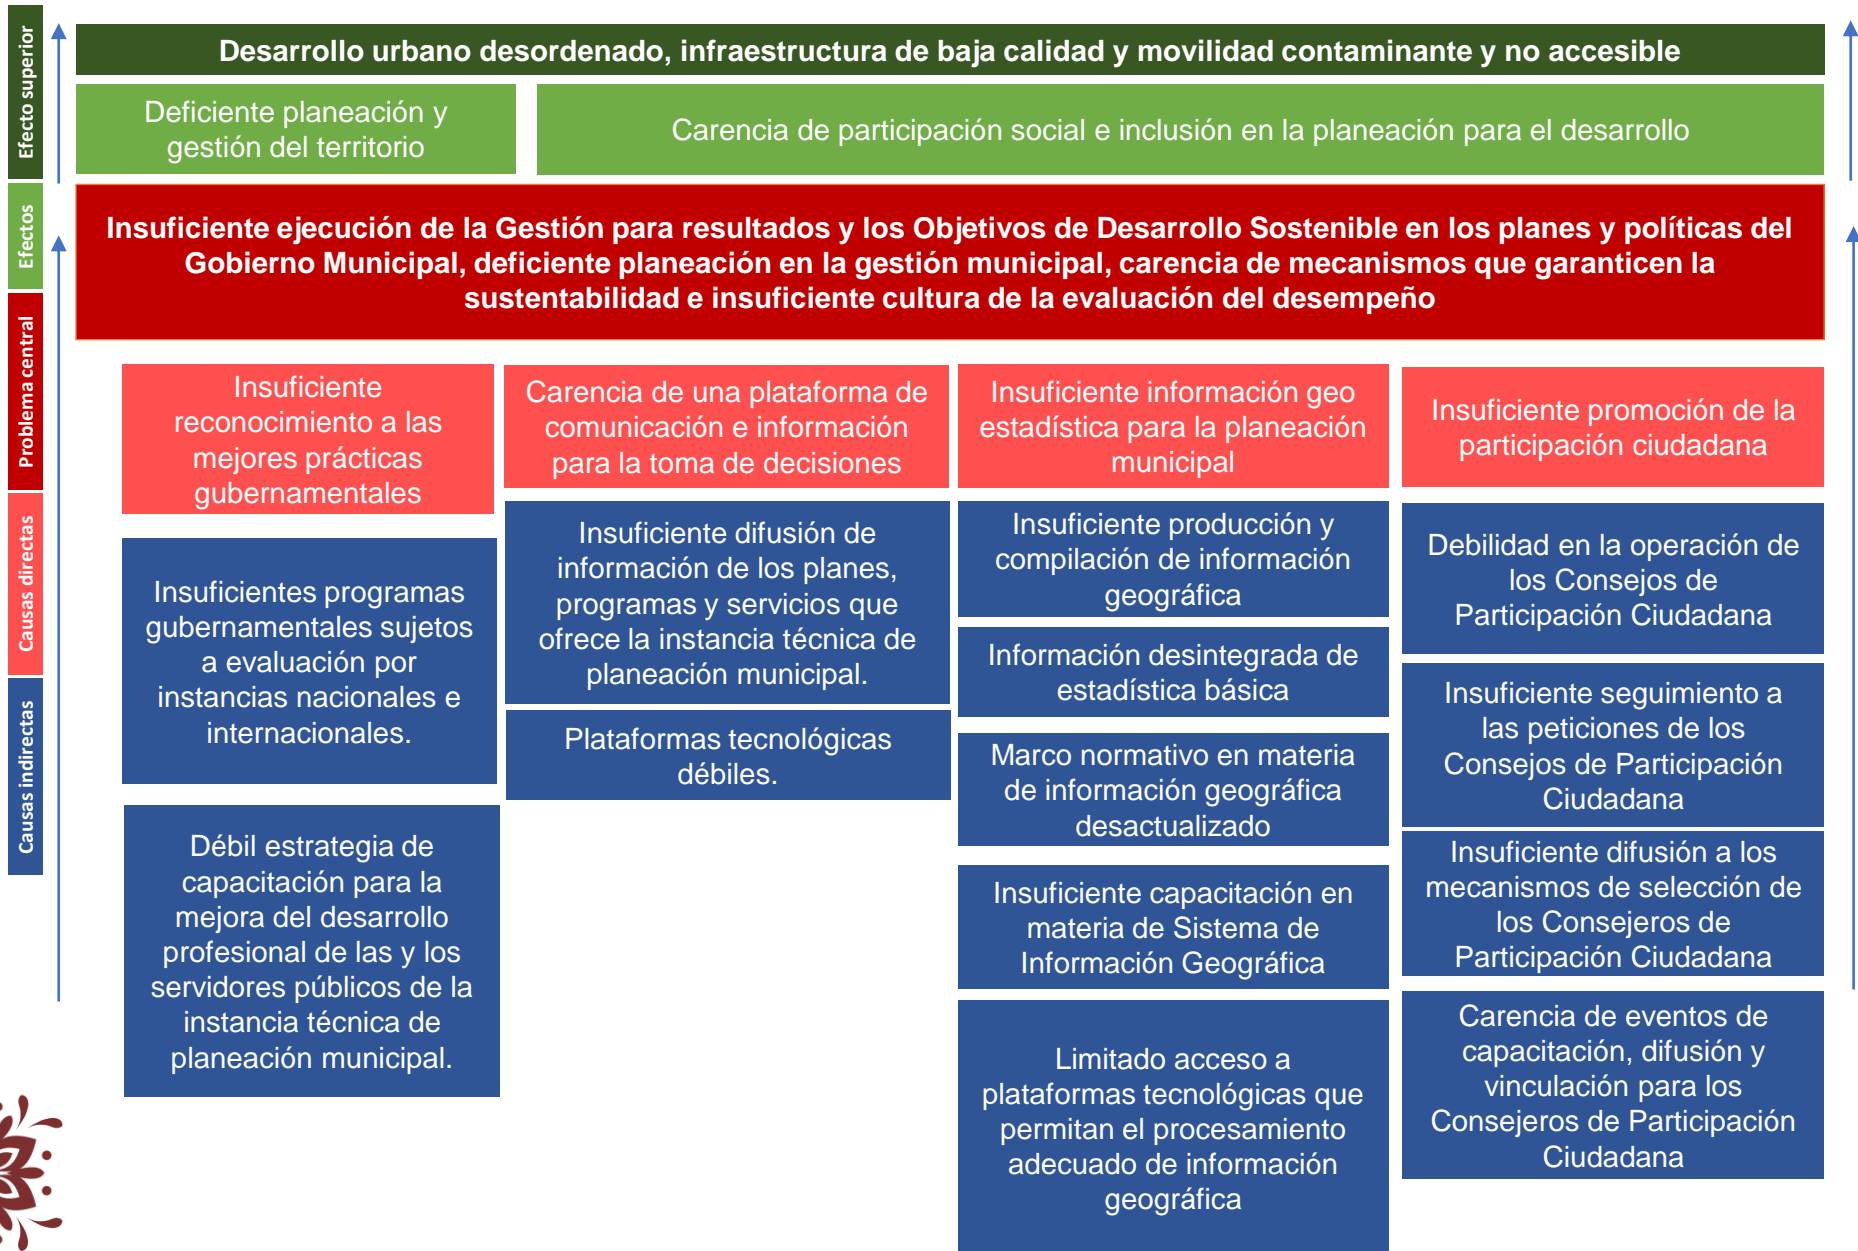 Efecto superior
Efectos
Problema central
Causas directas
Causas indirectas
Desarrollo urbano desordenado, infraestructura de baja calidad y movilidad contaminante y no accesible
Deficiente planeación y
gestión del territorio
Carencia de participación social e inclusión en la planeación para el desarrollo
Insuficiente ejecución de la Gestión para resultados y los Objetivos de Desarrollo Sostenible en los planes y políticas del
Gobierno Municipal, deficiente planeación en la gestión municipal, carencia de mecanismos que garanticen la
sustentabilidad e insuficiente cultura de la evaluación del desempeño
Insuficiente
reconocimiento a las
mejores prácticas
gubernamentales
Insuficientes programas
gubernamentales sujetos
a evaluación por
instancias nacionales e
internacionales.
Débil estrategia de
capacitación para la
mejora del desarrollo
profesional de las y los
servidores públicos de la
instancia técnica de
planeación municipal.
Carencia de una plataforma de
comunicación e información
para la toma de decisiones
Insuficiente difusión de
información de los planes,
programas y servicios que
ofrece la instancia técnica de
planeación municipal.
Plataformas tecnológicas
débiles.
Insuficiente información geo
estadística para la planeación
municipal
Insuficiente producción y
compilación de información
geográfica
Información desintegrada de
estadística básica
Marco normativo en materia
de información geográfica
desactualizado
Insuficiente capacitación en
materia de Sistema de
Información Geográfica
Limitado acceso a
plataformas tecnológicas que
permitan el procesamiento
adecuado de información
geográfica
Insuficiente promoción de la
participación ciudadana
Debilidad en la operación de
los Consejos de
Participación Ciudadana
Insuficiente seguimiento a
las peticiones de los
Consejos de Participación
Ciudadana
Insuficiente difusión a los
mecanismos de selección de
los Consejeros de
Participación Ciudadana
Carencia de eventos de
capacitación, difusión y
vinculación para los
Consejeros de Participación
Ciudadana